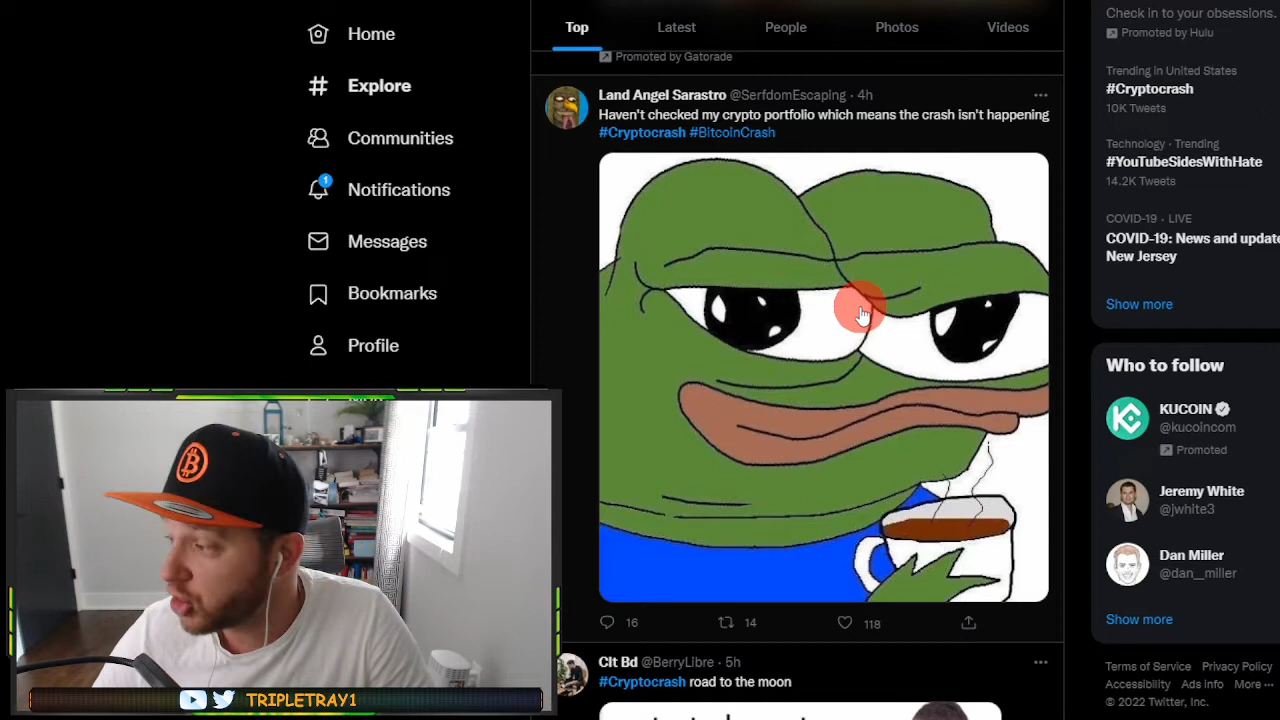 Home
Explore
Communities
1
Notifications
Messages
Bookmarks
Profile
Top
Latest
People
Photos
Videos
Promoted by Gatorade
Land Angel Sarastro @SerfdomEscaping · 4h
Haven't checked my crypto portfolio which means the crash isn't happening
#Cryptocrash #BitcoinCrash
16
14
118
Clt Bd @BerryLIbre · 5h
#Cryptocrash road to the moon
Check in to your obsessions.
Promoted by Hulu
Trending in United States
#Cryptocrash
10K Tweets
Technology · Trending
#YouTubeSidesWithHate
14.2K Tweets
COVID-19 · LIVE
COVID-19: News and update
New Jersey
Show more
Who to follow
KUCOIN
@kucoincom
Promoted
Jeremy White
@jwhite3
Dan Miller
@dan__miller
Show more
Terms of Service Privacy Policy
Accessibility Ads info More ···
© 2022 Twitter, Inc.
TRIPLETRAY1